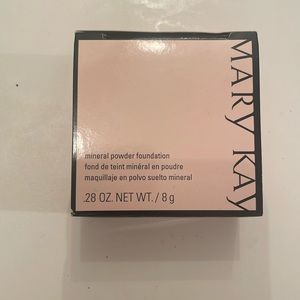 MARY KAY
mineral powder foundation
fond de teint minéral en poudre
maquillaje en polvo suelto mineral
.28 OZ. NET WT. / 8 g